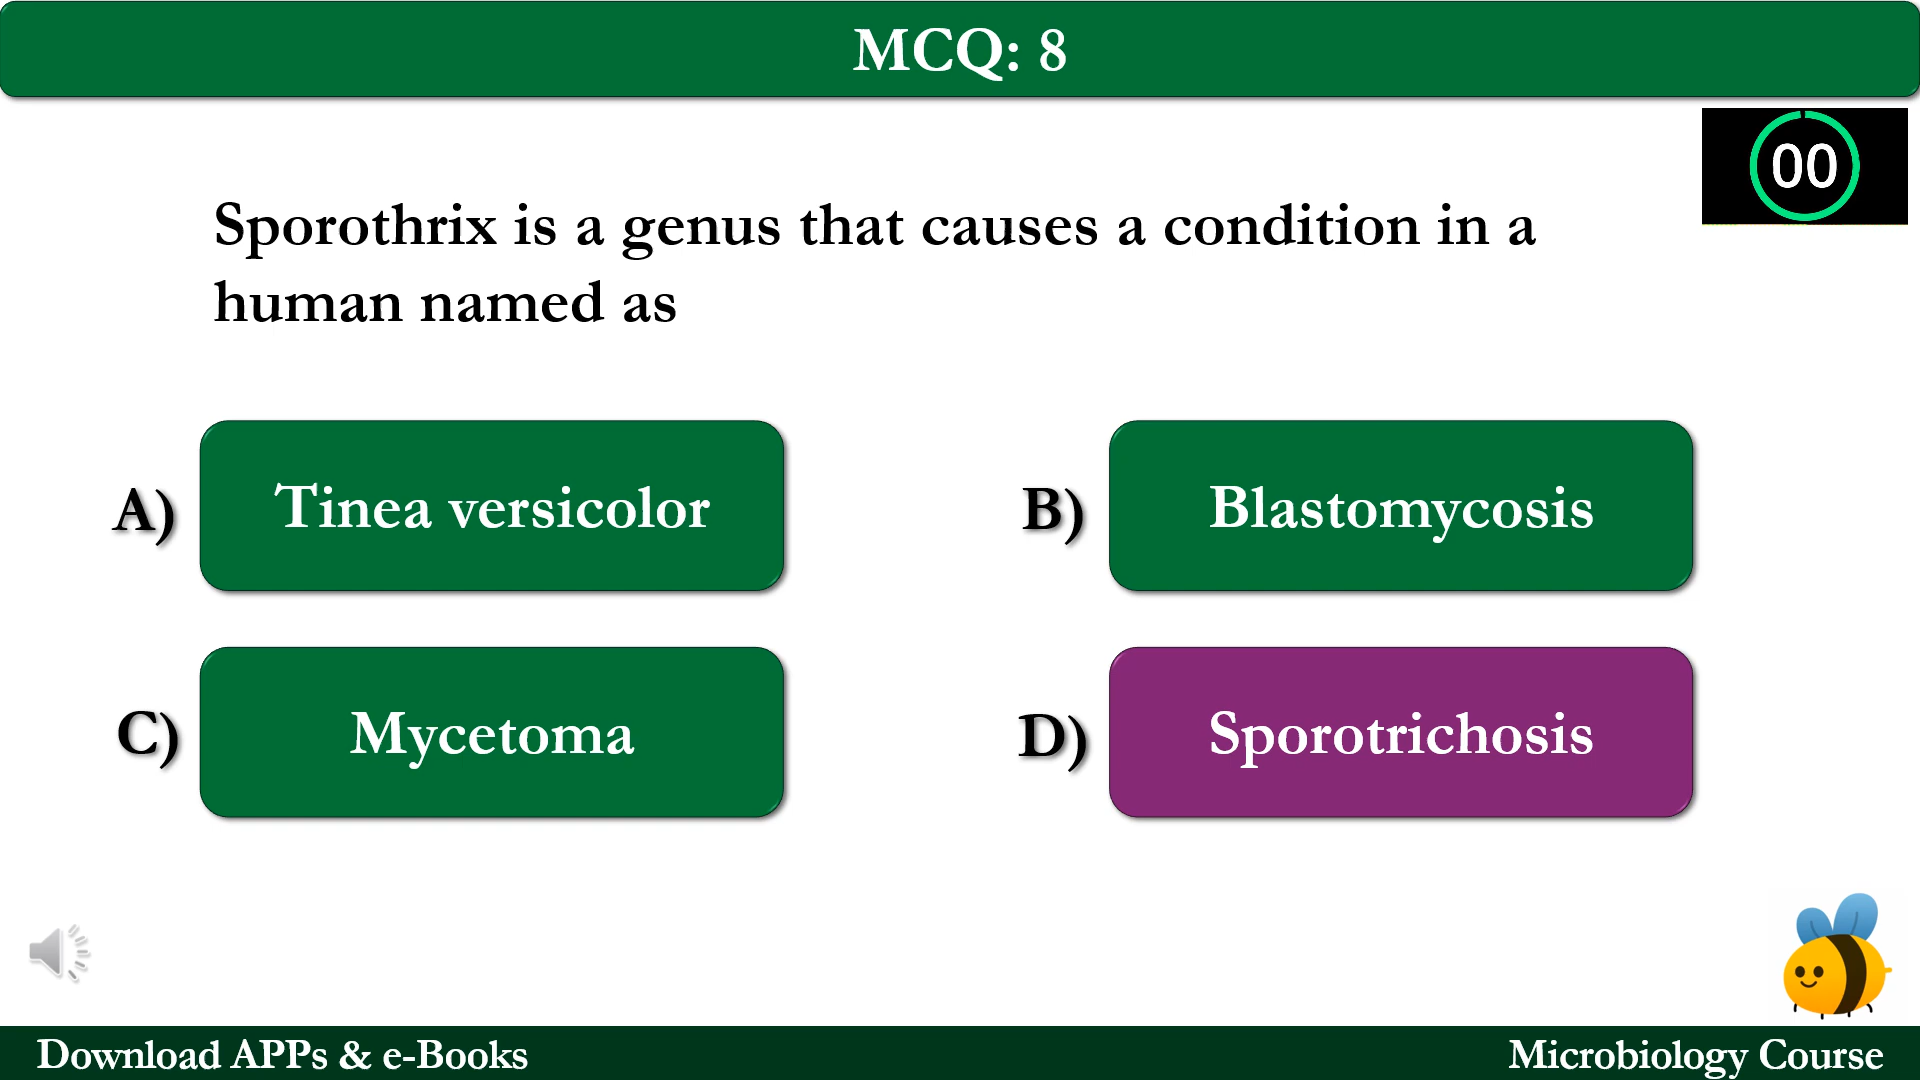 MCQ: 8
00
Sporothrix is a genus that causes a condition in a
human named as
A) Tinea versicolor
B) Blastomycosis
C) Mycetoma
D) Sporotrichosis
Download APPs & e-Books
Microbiology Course